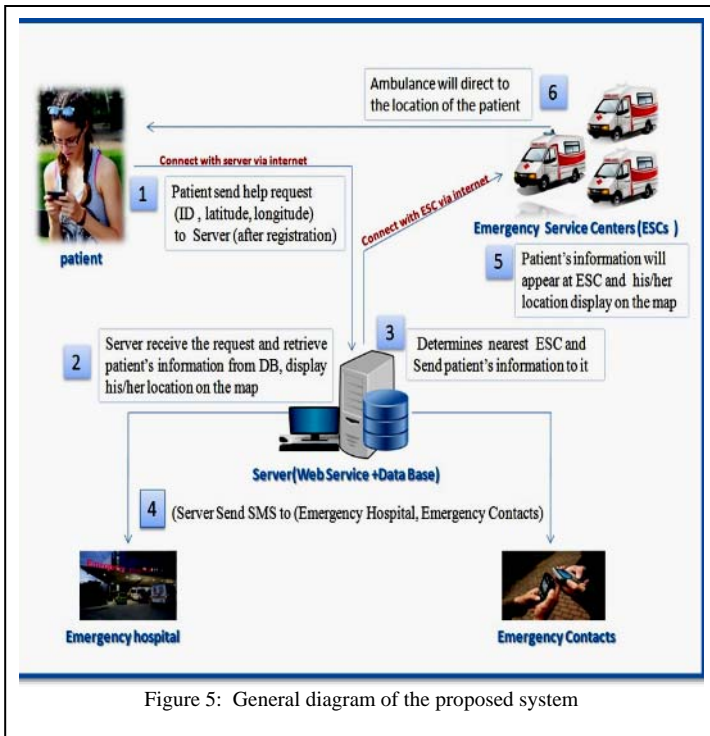 Ambulance will direct to
the location of the patient
6
Connect with server via internet
1
Patient send help request
(ID , latitude, longitude)
to Server (after registration)
patient
Connect with ESC via internet
Emergency Service Centers(ESCs )
5
Patient's information will
appear at ESC and his/her
location display on the map
2
Server receive the request and retrieve
patient's information from DB, display
his/her location on the map
3
Determines nearest ESC and
Send patient's information to it
Server(Web Service +Data Base)
4
(Server Send SMS to (Emergency Hospital, Emergency Contacts)
Emergency hospital
Emergency Contacts
Figure 5: General diagram of the proposed system